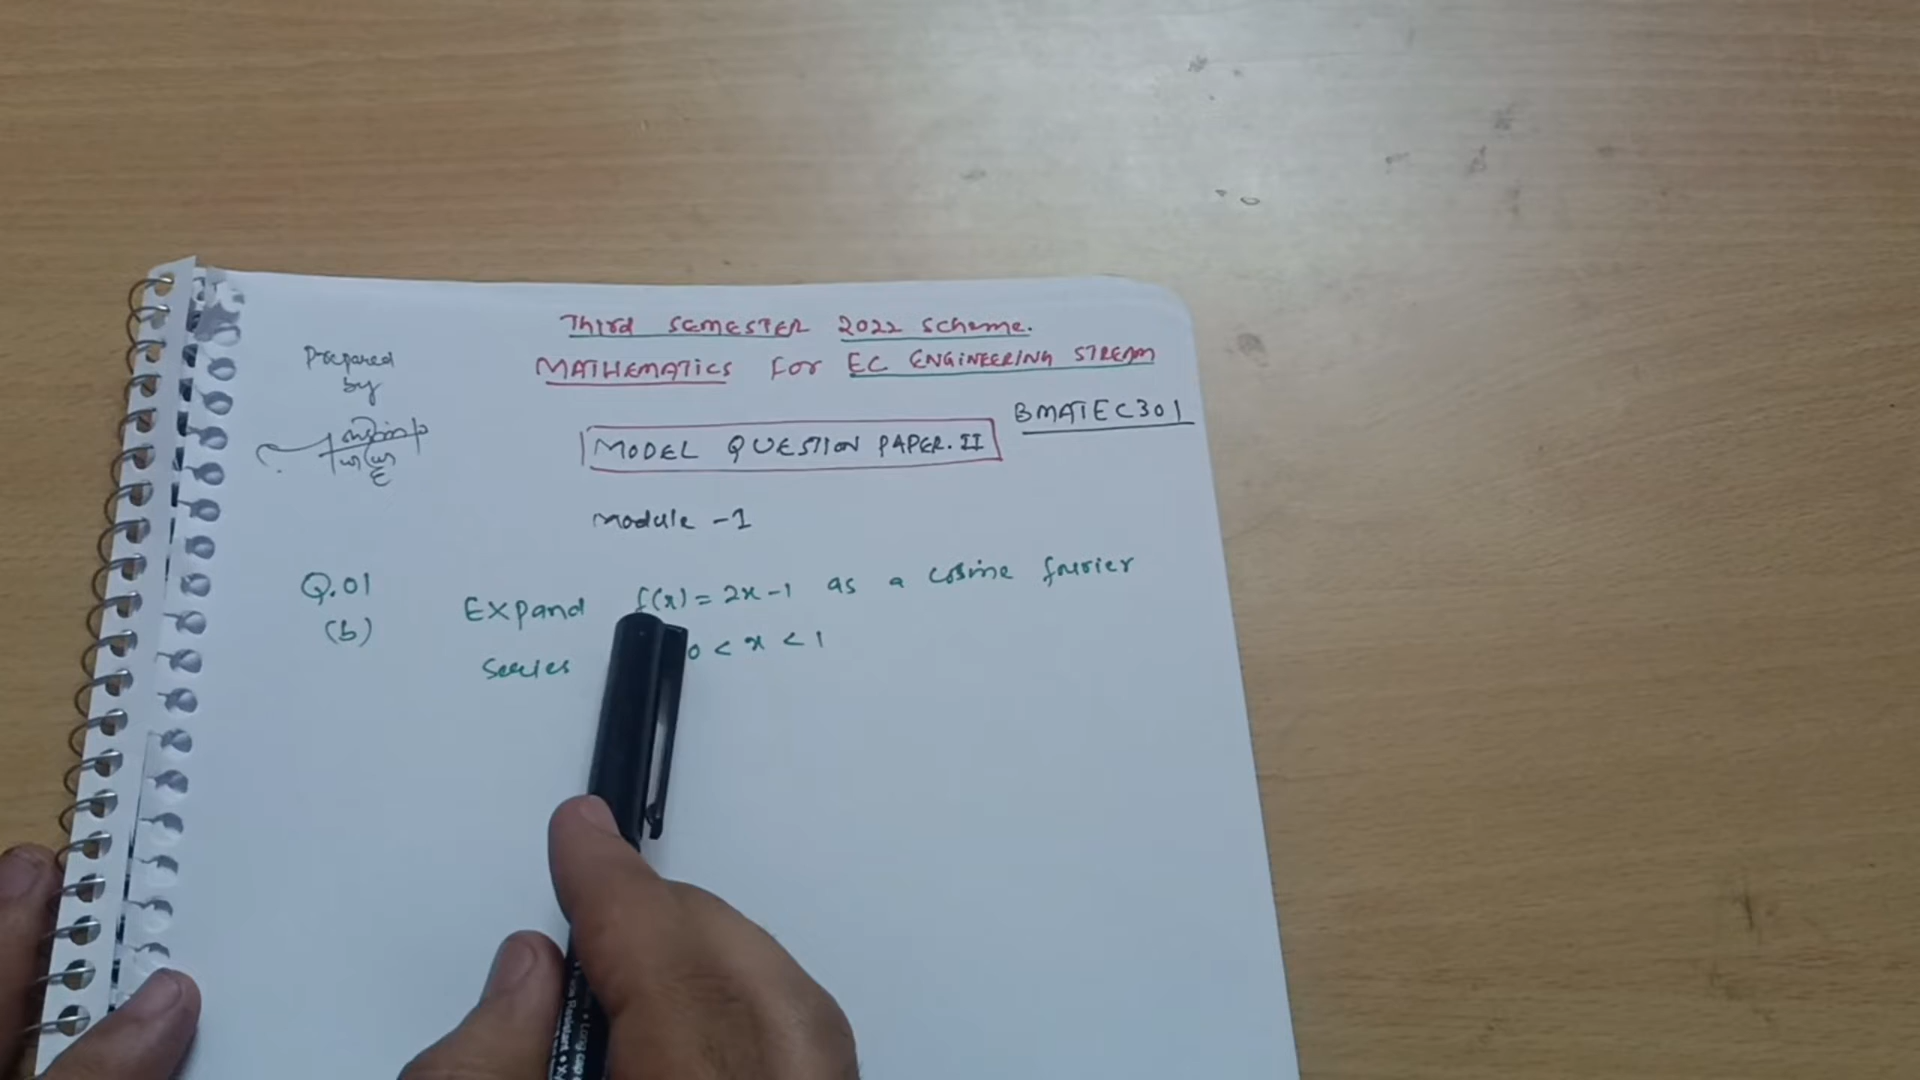 Third SEMESTER 2022 Scheme.
MATHEMATICS FOR EC ENGINEERING STREAM
Prepared
by
BMATEC301
MODEL QUESTION PAPER. II
Module -1
Q.01
(b)
Expand f(x) = 2x-1 as a cosine fourier
Series 0 < x < 1